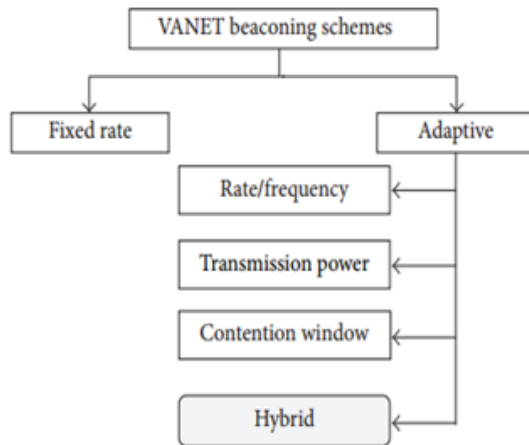 VANET beaconing schemes
Fixed rate
Adaptive
Rate/frequency
Transmission power
Contention window
Hybrid